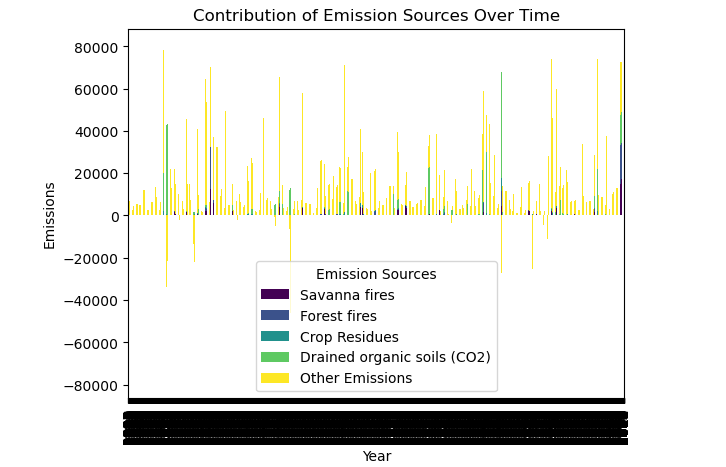 Contribution of Emission Sources Over Time
80000
60000
40000
20000
0
−20000
−40000
−60000
−80000
Emissions
Emission Sources
Savanna fires
Forest fires
Crop Residues
Drained organic soils (CO2)
Other Emissions
Year